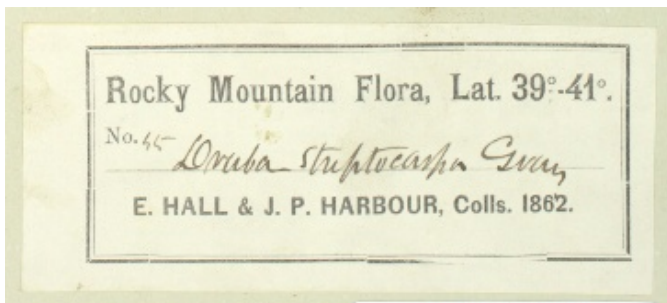 Rocky Mountain Flora, Lat. 39°-41°.
No. 45 Draba streptocarpa Gray
E. HALL & J. P. HARBOUR, Colls. 1862.